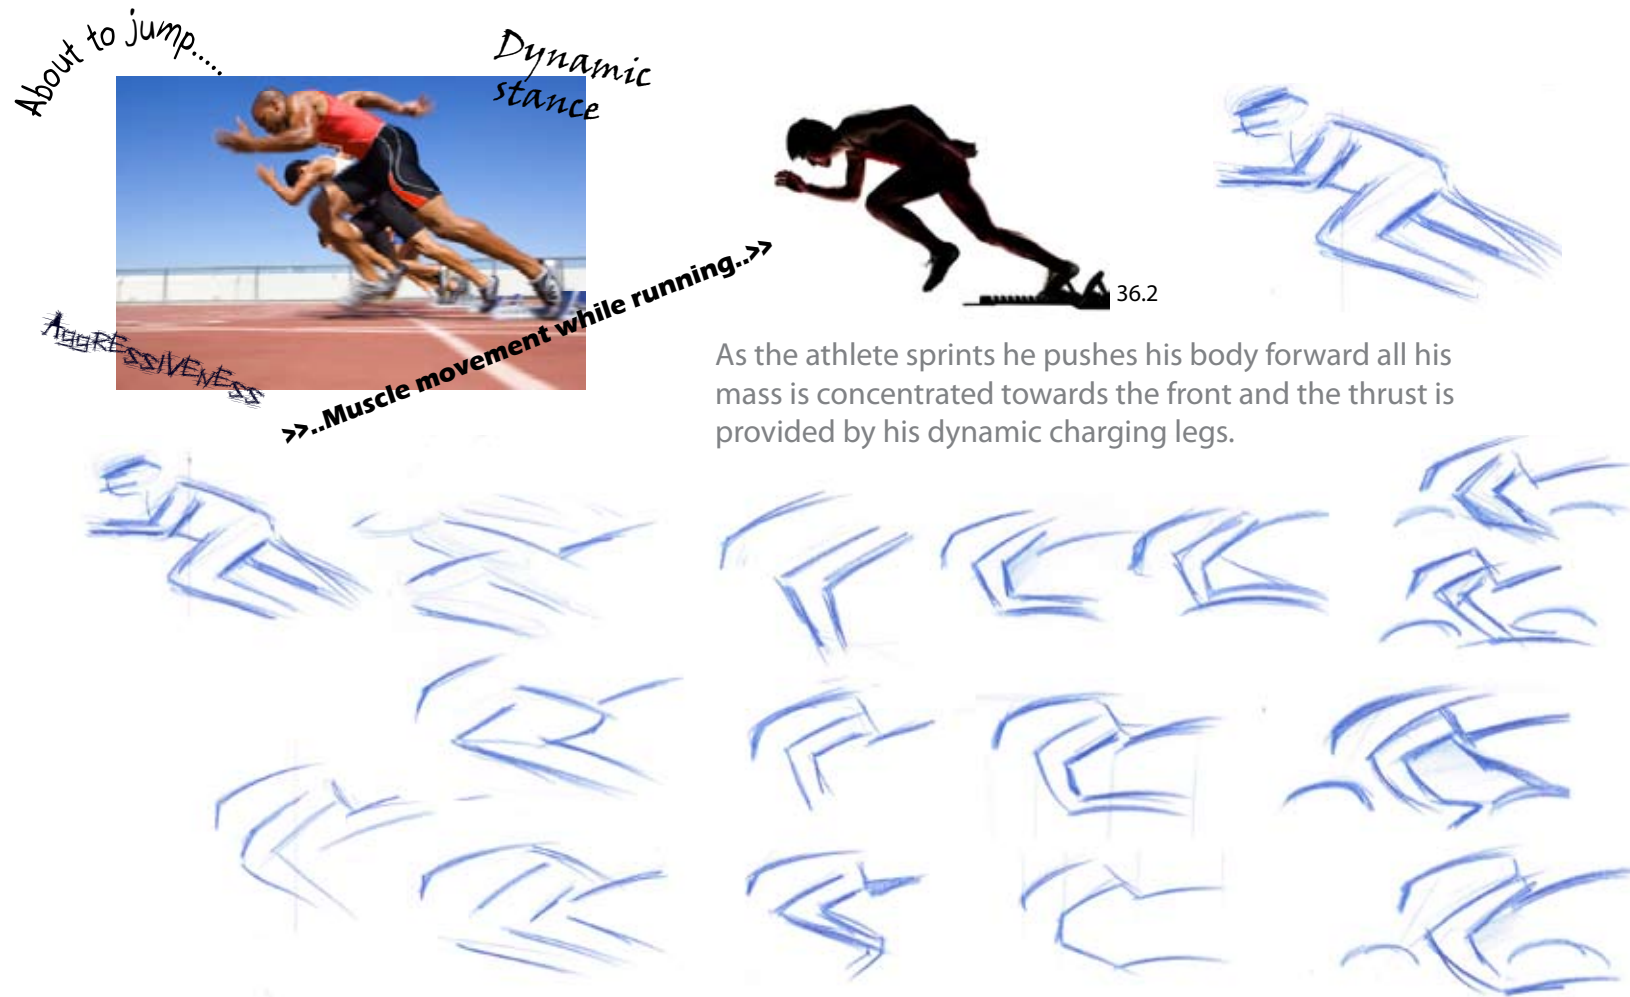 About to jump.....
Dynamic
stance
AggRESSIVENESS
>>..Muscle movement while running..>>
36.2
As the athlete sprints he pushes his body forward all his
mass is concentrated towards the front and the thrust is
provided by his dynamic charging legs.